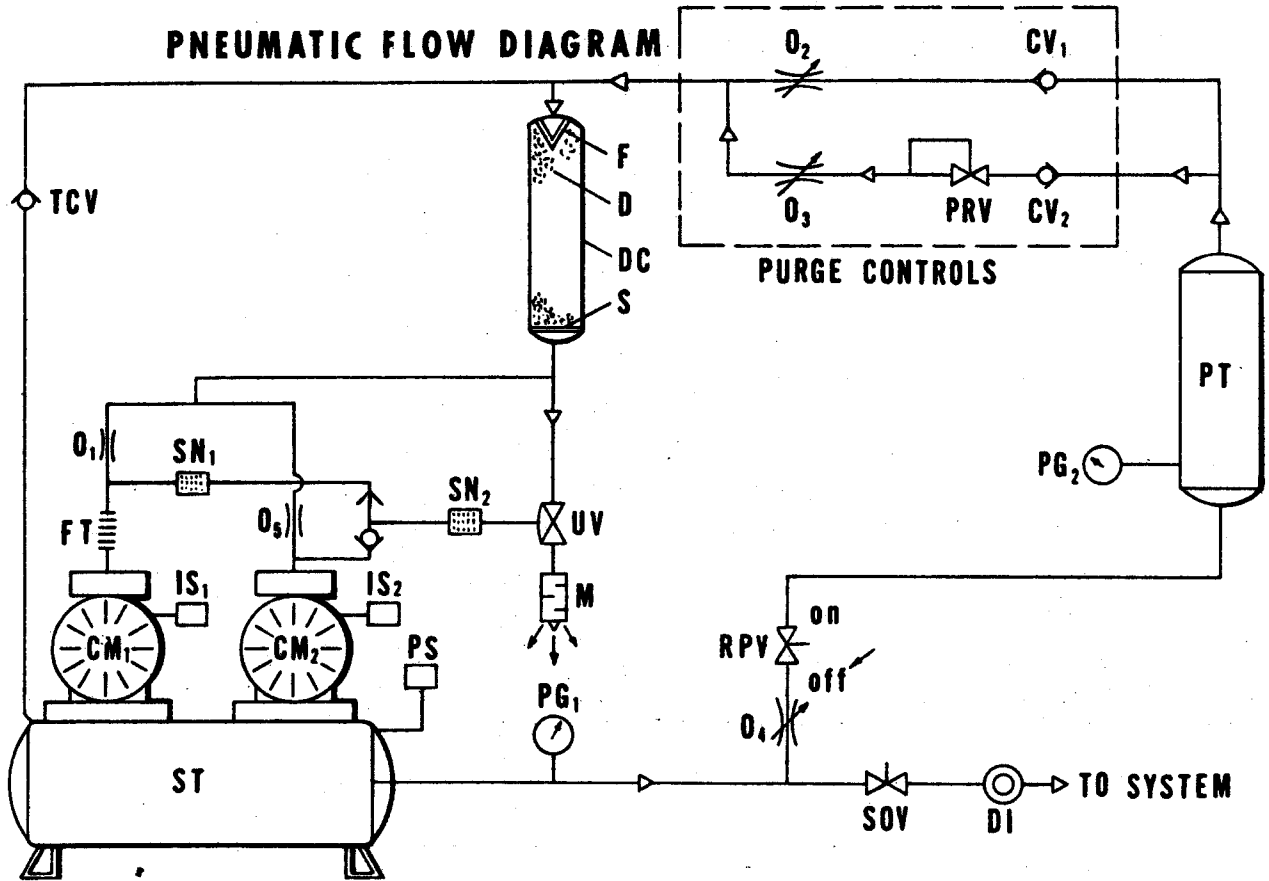 PNEUMATIC FLOW DIAGRAM
O2
CV1
TCV
F
D
DC
S
O3
PRV
CV2
PURGE CONTROLS
PT
PG2
O1
SN1
SN2
FT
O5
UV
IS1
IS2
M
CM1
CM2
PS
on
RPV
off
PG1
O4
ST
SOV
DI
TO SYSTEM